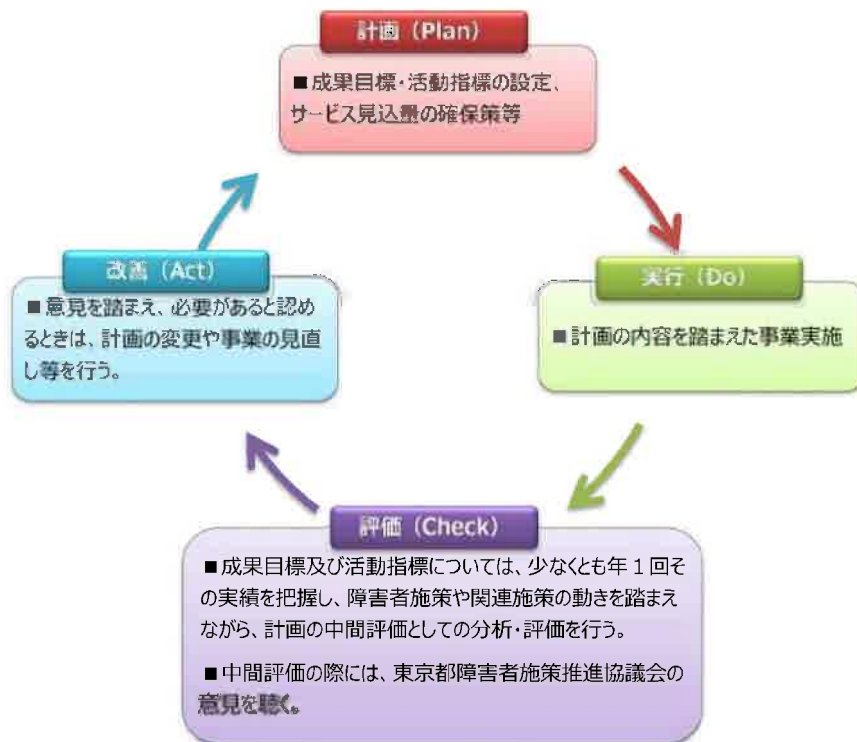 計画（Plan）
■成果目標・活動指標の設定、
サービス見込量の確保策等
改善（Act）
■意見を踏まえ、必要があると認め
るときは、計画の変更や事業の見直
し等を行う。
実行（Do）
■計画の内容を踏まえた事業実施
評価（Check）
■成果目標及び活動指標については、少なくとも年１回そ
の実績を把握し、障害者施策や関連施策の動きを踏まえ
ながら、計画の中間評価としての分析・評価を行う。
■中間評価の際には、東京都障害者施策推進協議会の
意見を聴く。